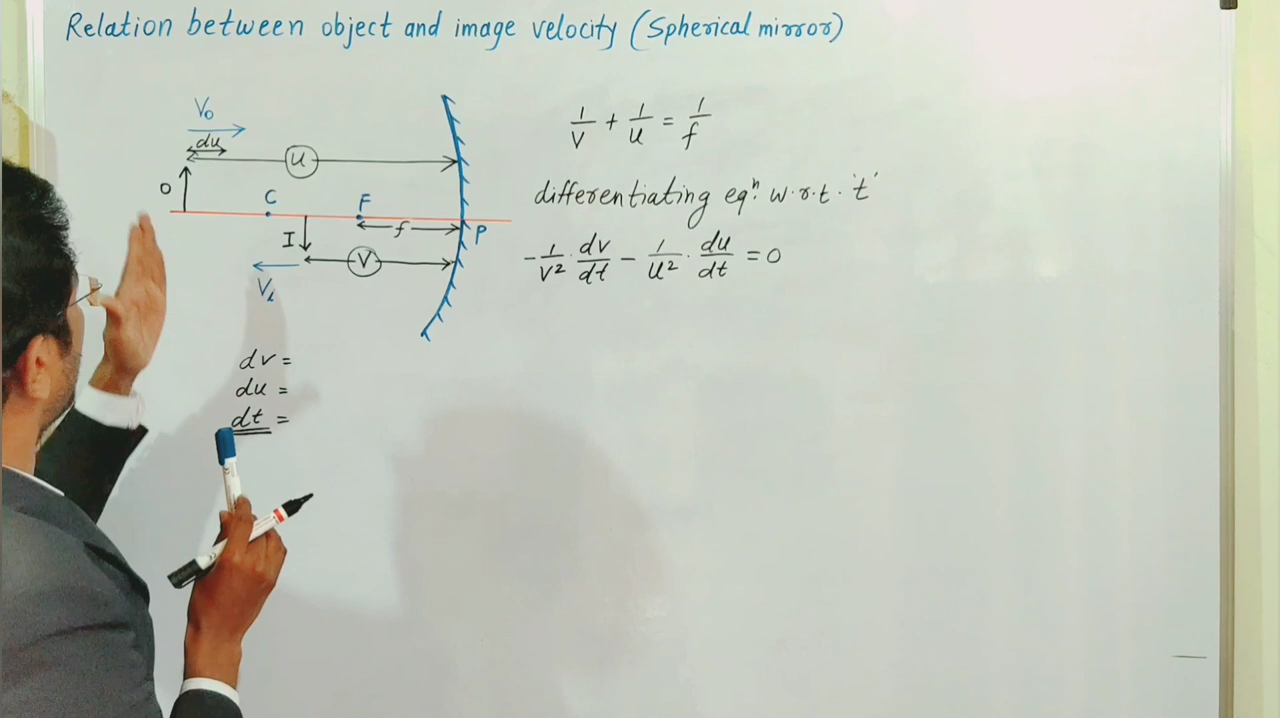 Relation between object and image velocity (Spherical mirror)
V₀
du
u
O
C
F
f
P
I
V
Vᵢ
1/v + 1/u = 1/f
differentiating eqⁿ. w.r.t. 't'
-1/v² · dv/dt - 1/u² · du/dt = 0
dv =
du =
dt =